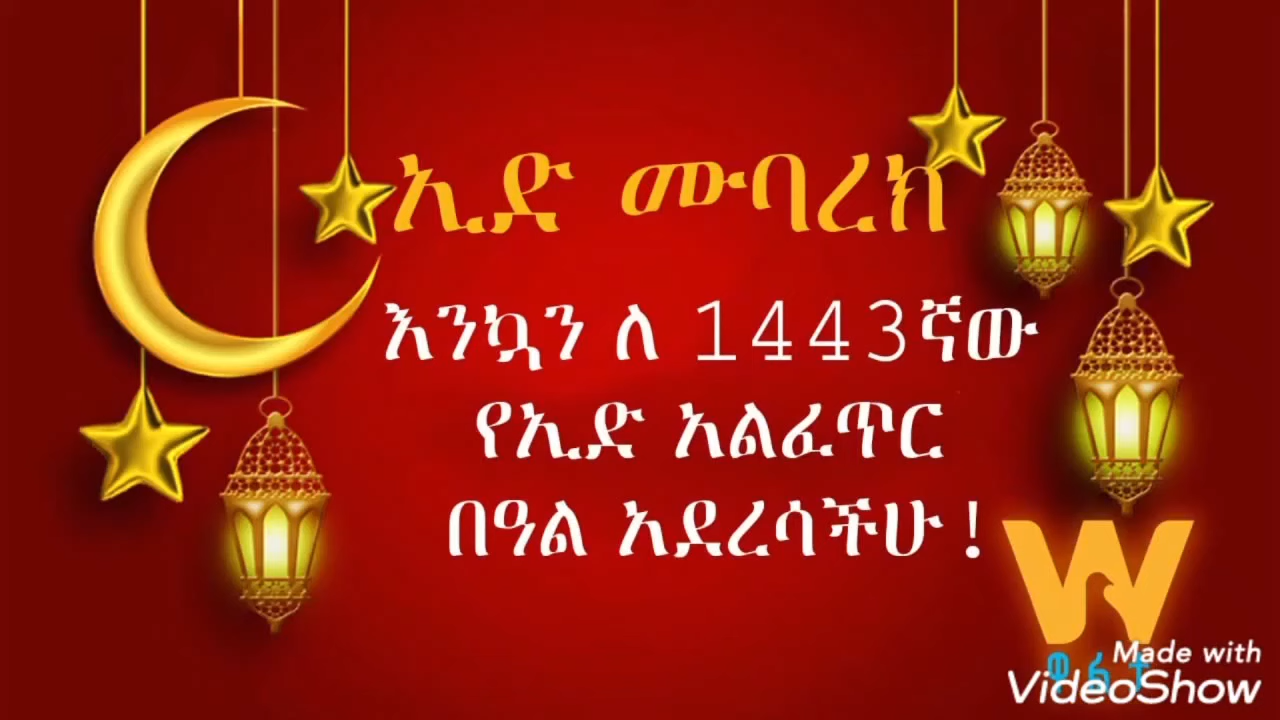 ኢድ ሙባረክ
እንኳን ለ 1443ኛው
የኢድ አልፈጥር
በዓል አደረሳችሁ!
Made with
VideoShow